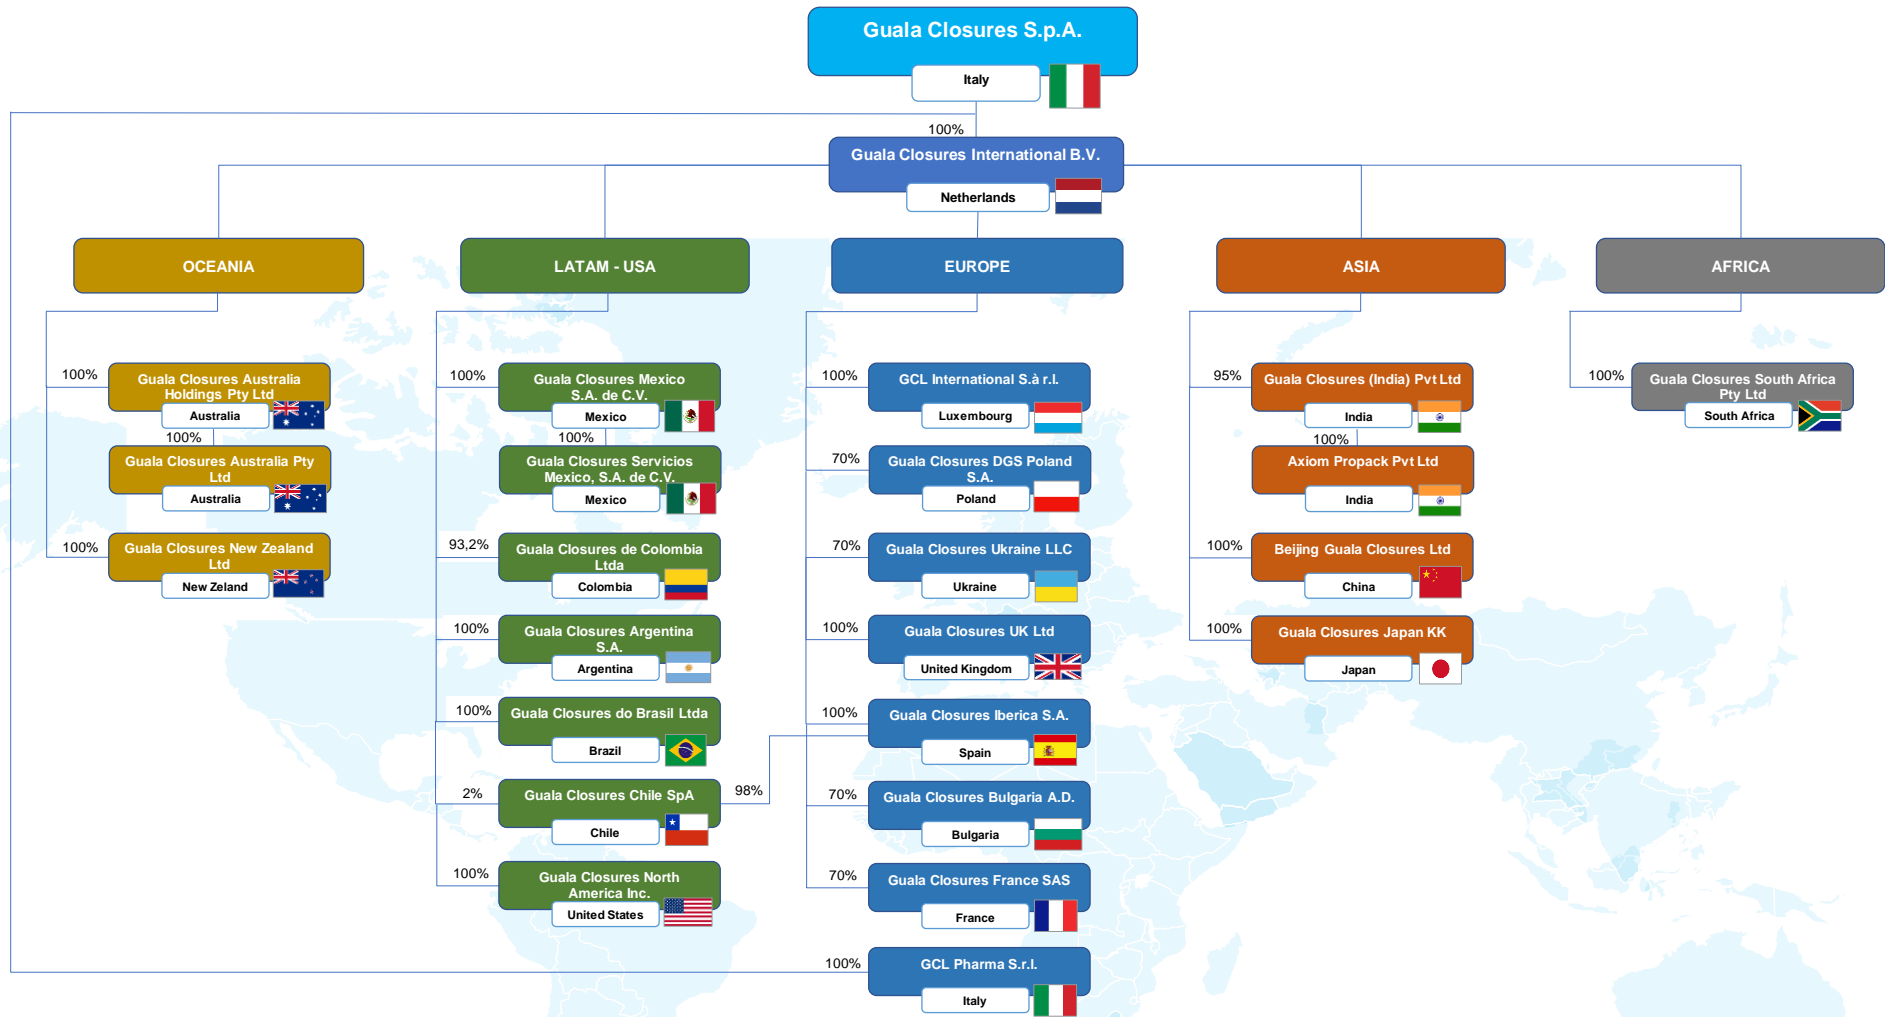 Guala Closures S.p.A.
Italy
100%
Guala Closures International B.V.
Netherlands
OCEANIA
LATAM - USA
EUROPE
ASIA
AFRICA
100%
Guala Closures Australia
Holdings Pty Ltd
Australia
100%
Guala Closures Australia Pty
Ltd
Australia
100%
Guala Closures New Zealand
Ltd
New Zeland
100%
Guala Closures Mexico
S.A. de C.V.
Mexico
100%
Guala Closures Servicios
Mexico, S.A. de C.V.
Mexico
93,2%
Guala Closures de Colombia
Ltda
Colombia
100%
Guala Closures Argentina
S.A.
Argentina
100%
Guala Closures do Brasil Ltda
Brazil
2%
Guala Closures Chile SpA
98%
Chile
100%
Guala Closures North
America Inc.
United States
100%
GCL International S.à r.l.
Luxembourg
70%
Guala Closures DGS Poland
S.A.
Poland
70%
Guala Closures Ukraine LLC
Ukraine
100%
Guala Closures UK Ltd
United Kingdom
100%
Guala Closures Iberica S.A.
Spain
70%
Guala Closures Bulgaria A.D.
Bulgaria
70%
Guala Closures France SAS
France
100%
GCL Pharma S.r.l.
Italy
95%
Guala Closures (India) Pvt Ltd
India
100%
Axiom Propack Pvt Ltd
India
100%
Beijing Guala Closures Ltd
China
100%
Guala Closures Japan KK
Japan
100%
Guala Closures South Africa
Pty Ltd
South Africa